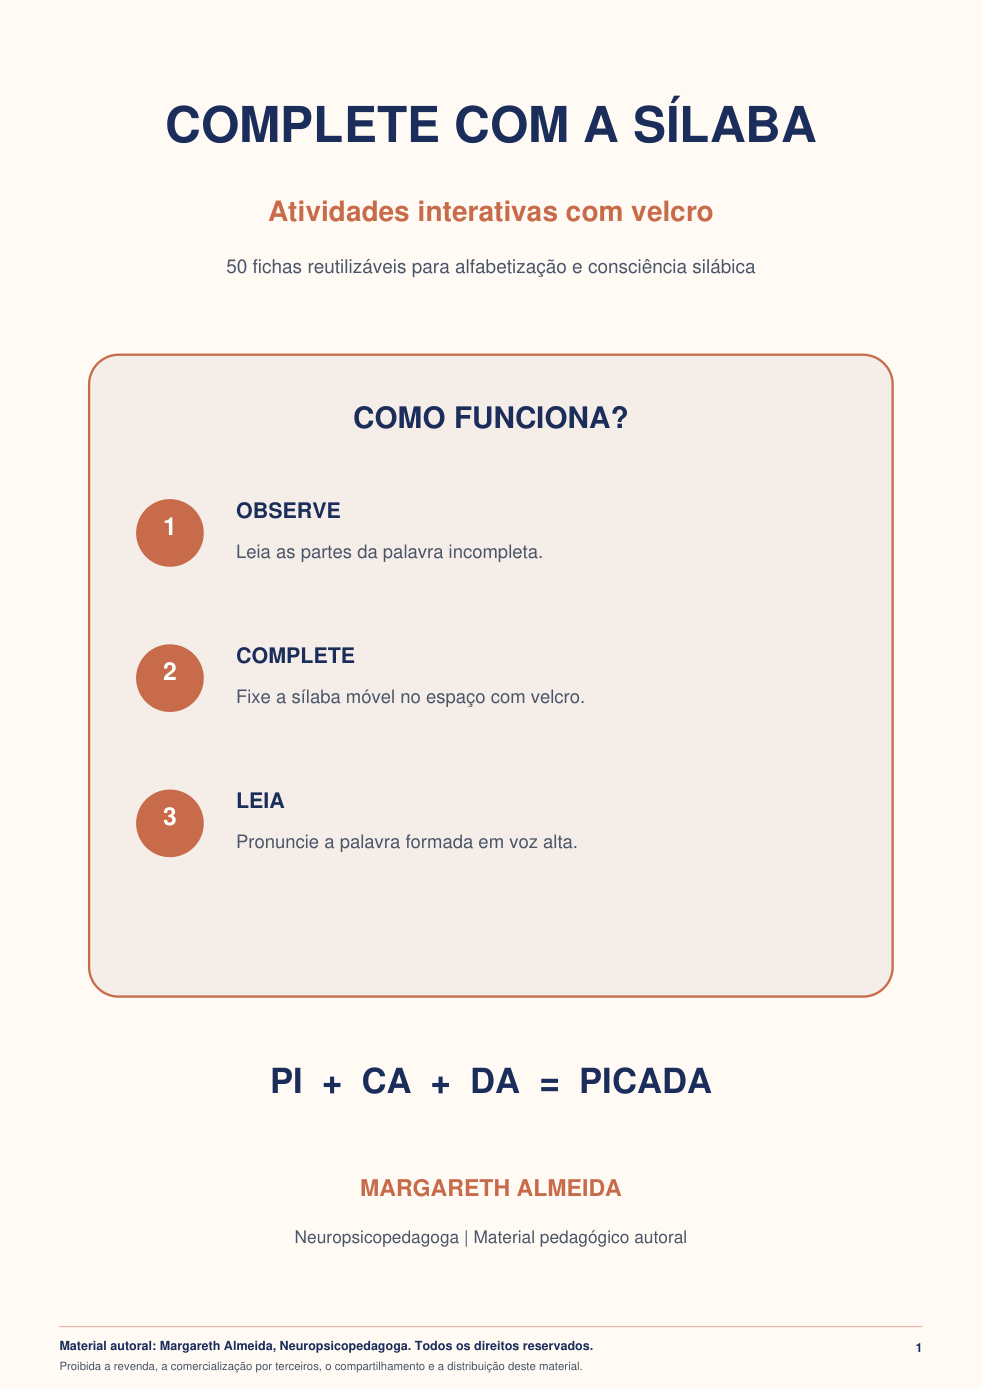 COMPLETE COM A SÍLABA
Atividades interativas com velcro
50 fichas reutilizáveis para alfabetização e consciência silábica
COMO FUNCIONA?
1
OBSERVE
Leia as partes da palavra incompleta.
2
COMPLETE
Fixe a sílaba móvel no espaço com velcro.
3
LEIA
Pronuncie a palavra formada em voz alta.
PI + CA + DA = PICADA
MARGARETH ALMEIDA
Neuropsicopedagoga | Material pedagógico autoral
Material autoral: Margareth Almeida, Neuropsicopedagoga. Todos os direitos reservados.
1
Proibida a revenda, a comercialização por terceiros, o compartilhamento e a distribuição deste material.